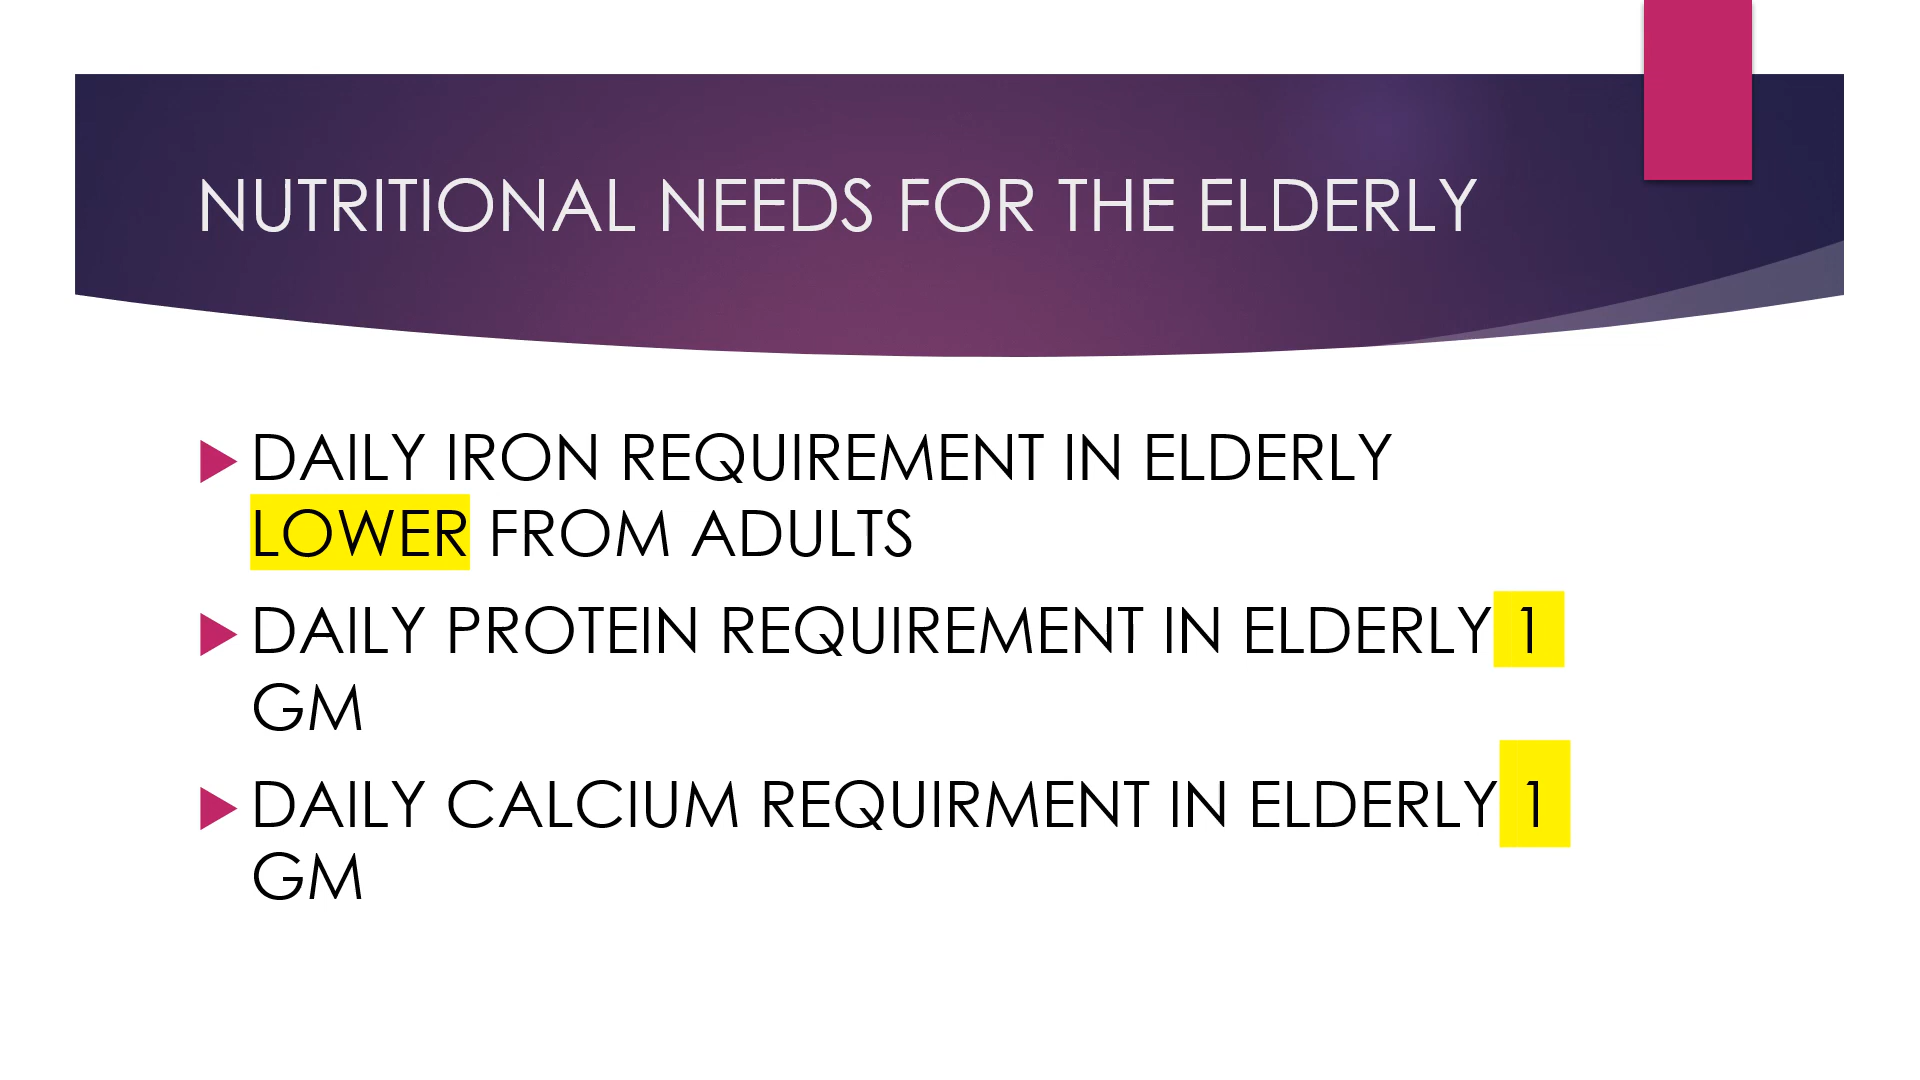 NUTRITIONAL NEEDS FOR THE ELDERLY
DAILY IRON REQUIREMENT IN ELDERLY
LOWER FROM ADULTS
DAILY PROTEIN REQUIREMENT IN ELDERLY 1
GM
DAILY CALCIUM REQUIRMENT IN ELDERLY 1
GM